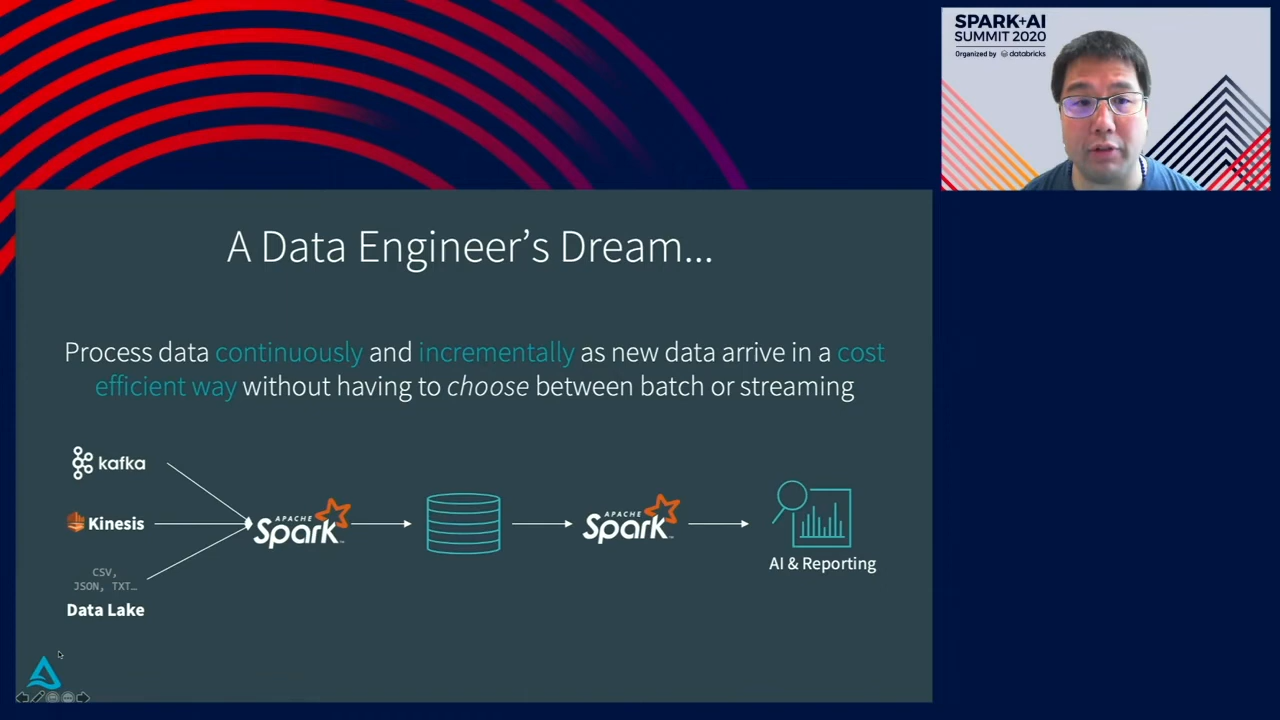 SPARK+AI
SUMMIT 2020
Organized by databricks
A Data Engineer’s Dream...
Process data continuously and incrementally as new data arrive in a cost
efficient way without having to choose between batch or streaming
kafka
Kinesis
CSV,
JSON, TXT…
Data Lake
APACHE
Spark™
APACHE
Spark™
AI & Reporting